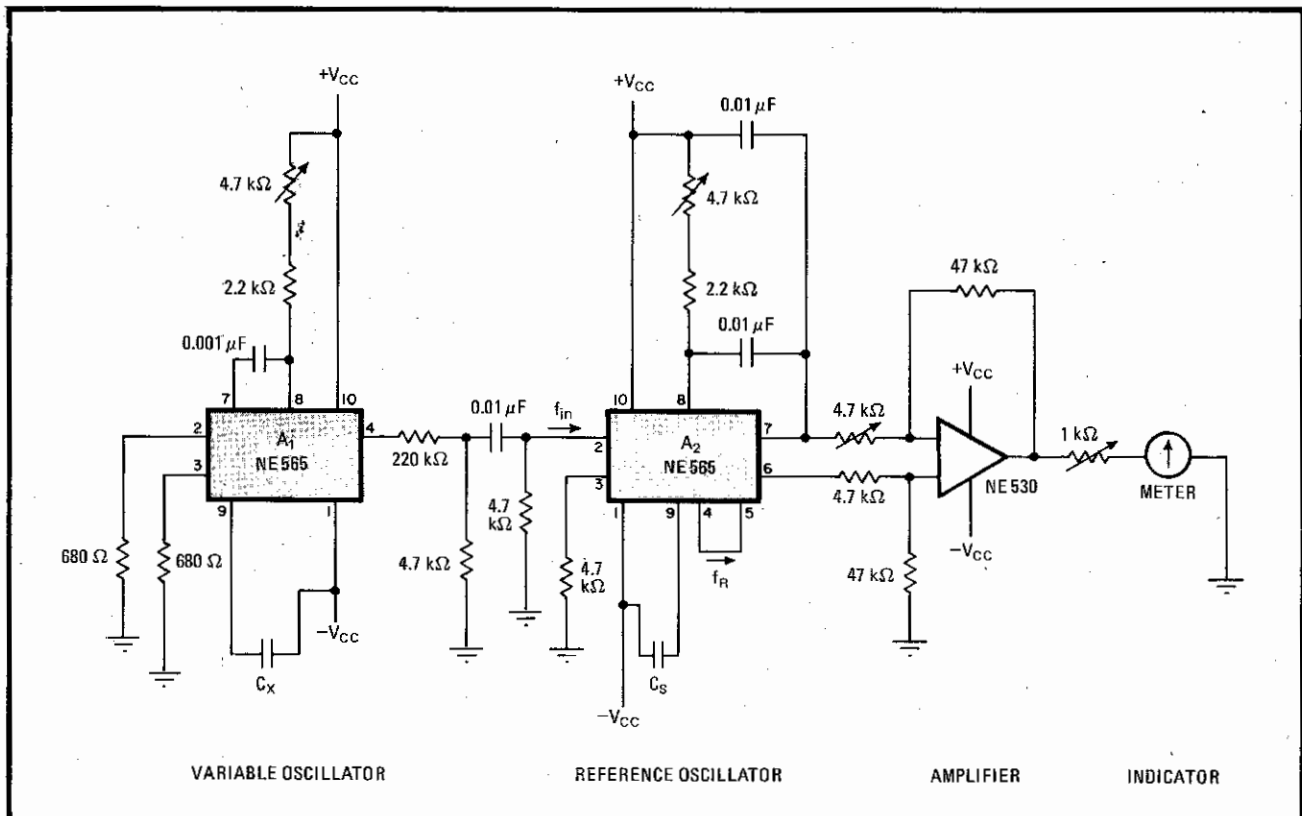 +VCC
4.7 kΩ
2.2 kΩ
0.001 μF
7
8
10
2
3
4
9
1
A1
NE 565
680 Ω
680 Ω
CX
−VCC
220 kΩ
4.7 kΩ
0.01 μF
fin
4.7 kΩ
+VCC
0.01 μF
4.7 kΩ
2.2 kΩ
0.01 μF
10
8
2
3
7
6
1
9
4
5
A2
NE 565
fR
4.7 kΩ
CS
−VCC
4.7 kΩ
4.7 kΩ
47 kΩ
47 kΩ
+VCC
−VCC
NE 530
1 kΩ
METER
VARIABLE OSCILLATOR
REFERENCE OSCILLATOR
AMPLIFIER
INDICATOR